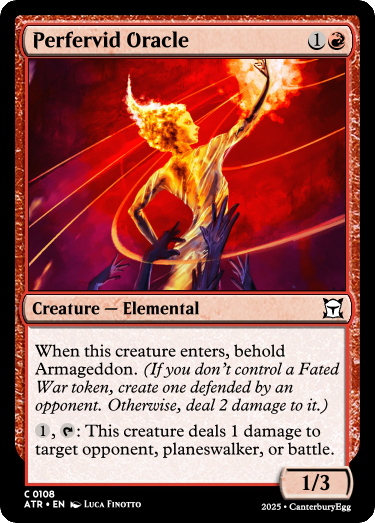 Perfervid Oracle 1
Creature — Elemental
When this creature enters, behold
Armageddon. (If you don't control a Fated
War token, create one defended by an
opponent. Otherwise, deal 2 damage to it.)
1, : This creature deals 1 damage to
target opponent, planeswalker, or battle.
1/3
C 0108
ATR • EN Luca Finotto
2025 • CanterburyEgg